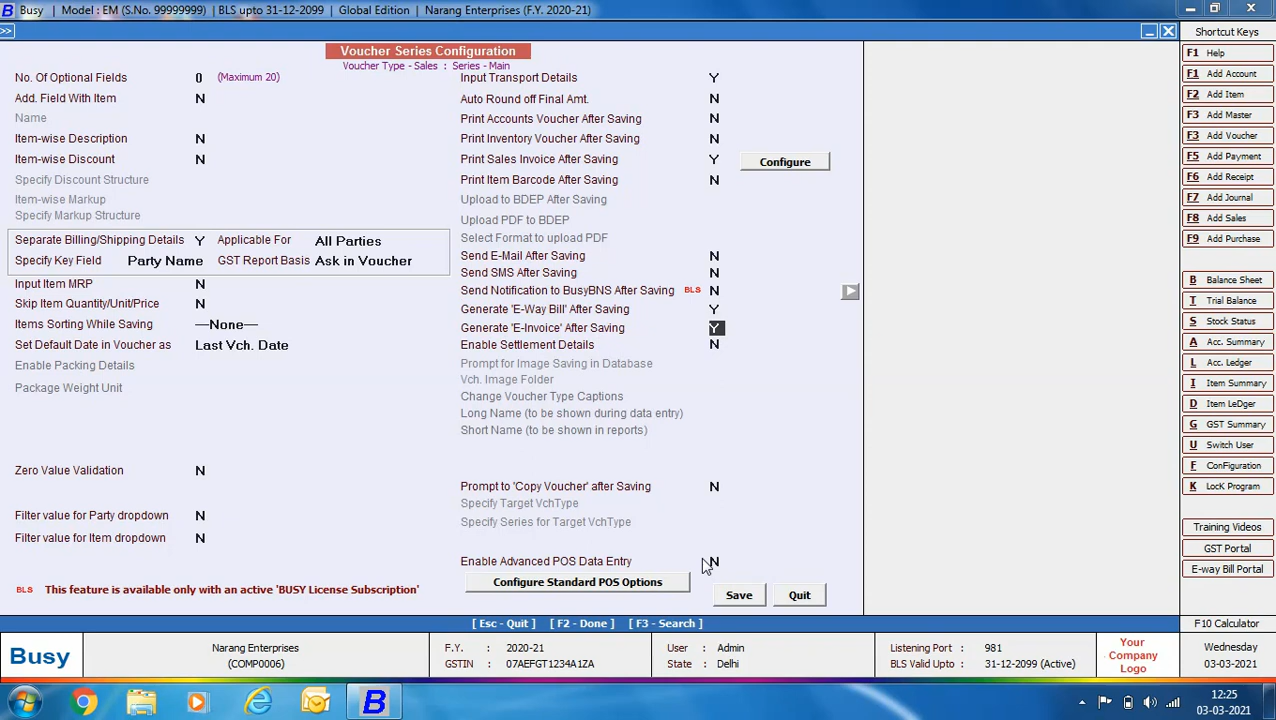 Busy Model : EM (S.No. 99999999) BLS upto 31-12-2099 Global Edition Narang Enterprises (F.Y. 2020-21)
>>
Voucher Series Configuration
Voucher Type - Sales : Series - Main
No. Of Optional Fields 0 (Maximum 20)
Add. Field With Item N
Name
Item-wise Description N
Item-wise Discount N
Specify Discount Structure
Item-wise Markup
Specify Markup Structure
Separate Billing/Shipping Details Y Applicable For All Parties
Specify Key Field Party Name GST Report Basis Ask in Voucher
Input Item MRP N
Skip Item Quantity/Unit/Price N
Items Sorting While Saving ---None---
Set Default Date in Voucher as Last Vch. Date
Enable Packing Details
Package Weight Unit
Zero Value Validation N
Filter value for Party dropdown N
Filter value for Item dropdown N
BLS This feature is available only with an active 'BUSY License Subscription'
Input Transport Details Y
Auto Round off Final Amt. N
Print Accounts Voucher After Saving N
Print Inventory Voucher After Saving N
Print Sales Invoice After Saving Y Configure
Print Item Barcode After Saving N
Upload to BDEP After Saving
Upload PDF to BDEP
Select Format to upload PDF
Send E-Mail After Saving N
Send SMS After Saving N
Send Notification to BusyBNS After Saving BLS N
Generate 'E-Way Bill' After Saving Y
Generate 'E-Invoice' After Saving Y
Enable Settlement Details N
Prompt for Image Saving in Database
Vch. Image Folder
Change Voucher Type Captions
Long Name (to be shown during data entry)
Short Name (to be shown in reports)
Prompt to 'Copy Voucher' after Saving N
Specify Target VchType
Specify Series for Target VchType
Enable Advanced POS Data Entry N
Configure Standard POS Options
Save Quit
[ Esc - Quit ] [ F2 - Done ] [ F3 - Search ]
Shortcut Keys
F1 Help
F1 Add Account
F2 Add Item
F3 Add Master
F3 Add Voucher
F5 Add Payment
F6 Add Receipt
F7 Add Journal
F8 Add Sales
F9 Add Purchase
B Balance Sheet
T Trial Balance
S Stock Status
A Acc. Summary
L Acc. Ledger
I Item Summary
D Item LeDger
G GST Summary
U Switch User
F ConFiguration
K LocK Program
Training Videos
GST Portal
E-way Bill Portal
F10 Calculator
Busy
Narang Enterprises
(COMP0006)
F.Y. : 2020-21
GSTIN : 07AEFGT1234A1ZA
User : Admin
State : Delhi
Listening Port : 981
BLS Valid Upto : 31-12-2099 (Active)
Your
Company
Logo
Wednesday
03-03-2021
B
12:25
03-03-2021